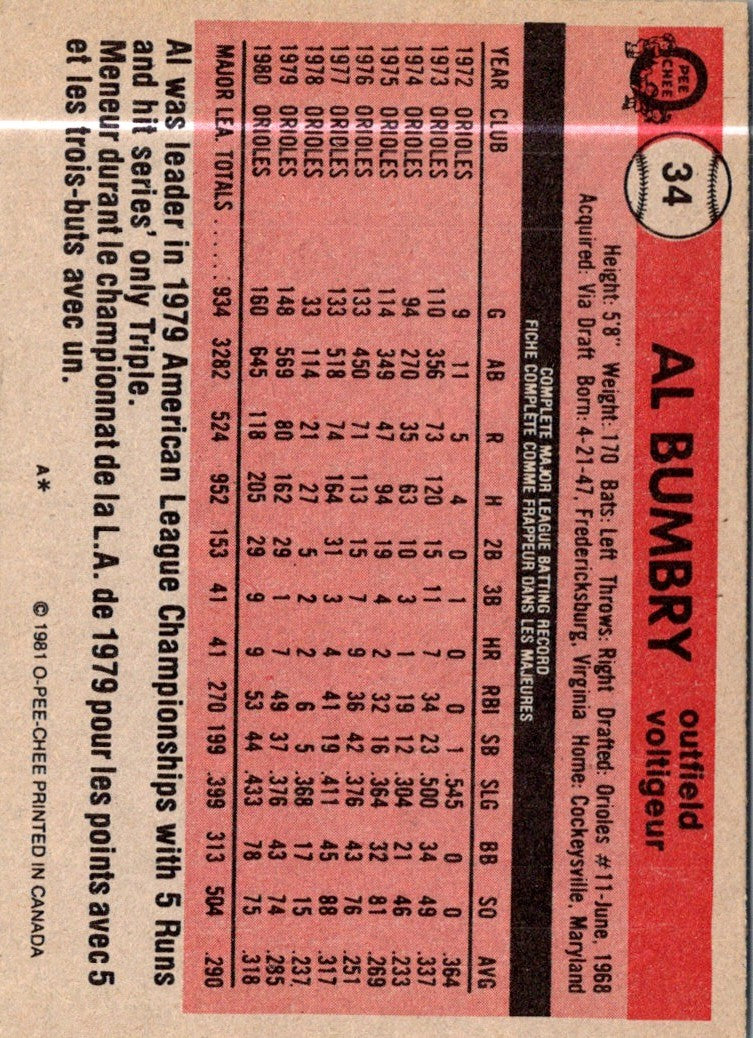 O PEE CHEE
34
AL BUMBRY
outfield
voltigeur
Height: 5'8" Weight: 170 Bats: Left Throws: Right Drafted: Orioles #11-June, 1968
Acquired: Via Draft Born: 4-21-47, Fredericksburg, Virginia Home: Cockeysville, Maryland
COMPLETE MAJOR LEAGUE BATTING RECORD
FICHE COMPLÈTE COMME FRAPPEUR DANS LES MAJEURES
YEAR CLUB G AB R H 2B 3B HR RBI SB SLG BB SO AVG
1972 ORIOLES 9 11 5 4 0 1 0 0 1 .545 0 0 .364
1973 ORIOLES 110 356 73 120 15 11 7 34 23 .500 34 49 .337
1974 ORIOLES 94 270 35 63 10 3 1 19 12 .304 21 46 .233
1975 ORIOLES 114 349 47 94 19 4 2 32 16 .364 32 81 .269
1976 ORIOLES 133 450 71 113 15 7 9 36 42 .376 43 76 .251
1977 ORIOLES 133 518 74 164 31 3 4 41 19 .411 45 88 .317
1978 ORIOLES 33 114 21 27 5 2 2 6 5 .368 17 15 .237
1979 ORIOLES 148 569 80 162 29 1 7 49 37 .376 43 74 .285
1980 ORIOLES 160 645 118 205 29 9 9 53 44 .433 78 75 .318
MAJOR LEA. TOTALS ..... 934 3282 524 952 153 41 41 270 199 .399 313 504 .290
Al was leader in 1979 American League Championships with 5 Runs
and hit series' only Triple.
Meneur durant le championnat de la L.A. de 1979 pour les points avec 5
et les trois-buts avec un.
A* © 1981 O-PEE-CHEE PRINTED IN CANADA